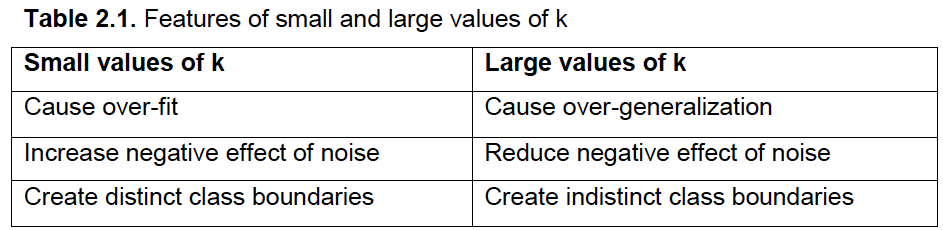 Table 2.1. Features of small and large values of k
Small values of k Large values of k
Cause over-fit Cause over-generalization
Increase negative effect of noise Reduce negative effect of noise
Create distinct class boundaries Create indistinct class boundaries